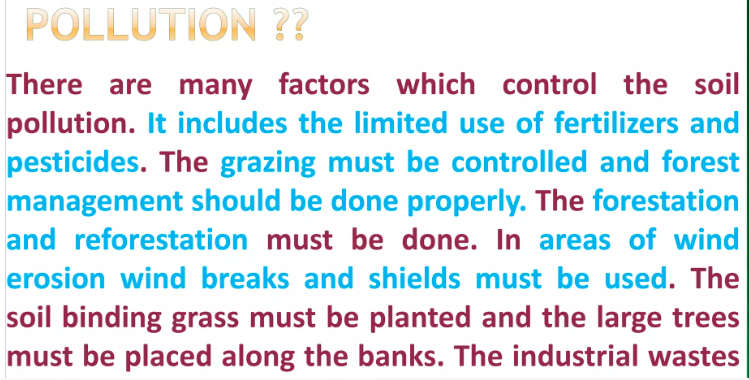 POLLUTION ??
There are many factors which control the soil
pollution. It includes the limited use of fertilizers and
pesticides. The grazing must be controlled and forest
management should be done properly. The forestation
and reforestation must be done. In areas of wind
erosion wind breaks and shields must be used. The
soil binding grass must be planted and the large trees
must be placed along the banks. The industrial wastes